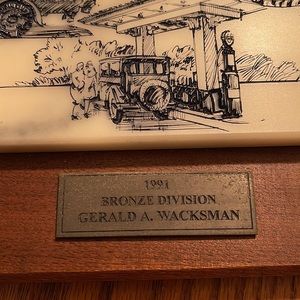 1991
BRONZE DIVISION
GERALD A. WACKSMAN